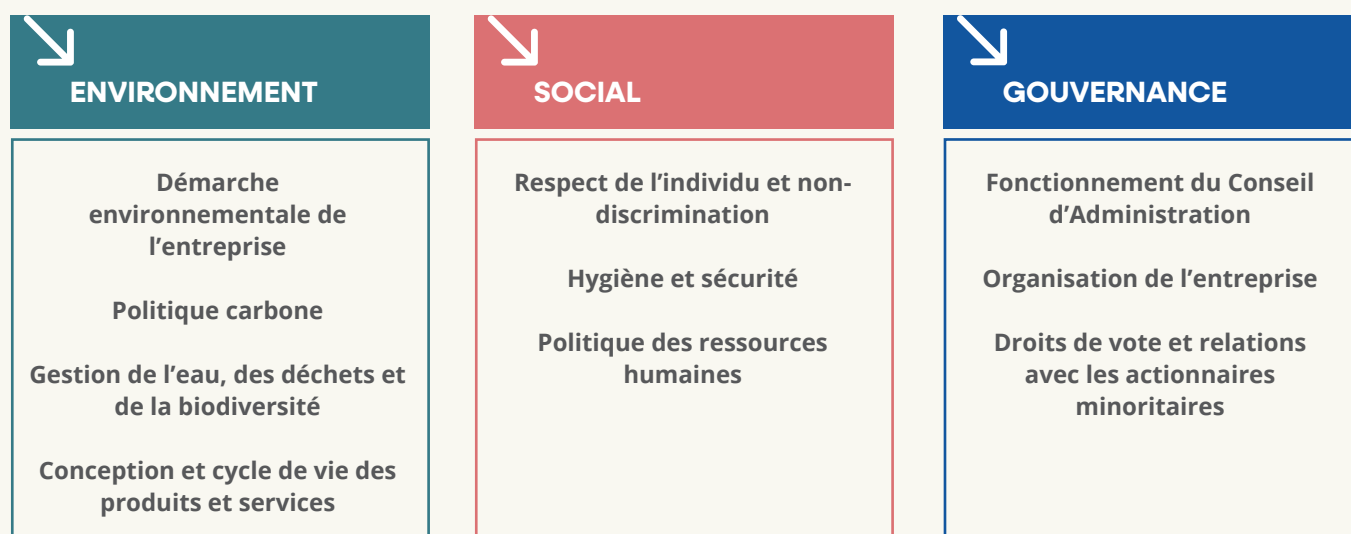 ENVIRONNEMENT
Démarche
environnementale de
l’entreprise
Politique carbone
Gestion de l’eau, des déchets et
de la biodiversité
Conception et cycle de vie des
produits et services
SOCIAL
Respect de l’individu et non-
discrimination
Hygiène et sécurité
Politique des ressources
humaines
GOUVERNANCE
Fonctionnement du Conseil
d’Administration
Organisation de l’entreprise
Droits de vote et relations
avec les actionnaires
minoritaires